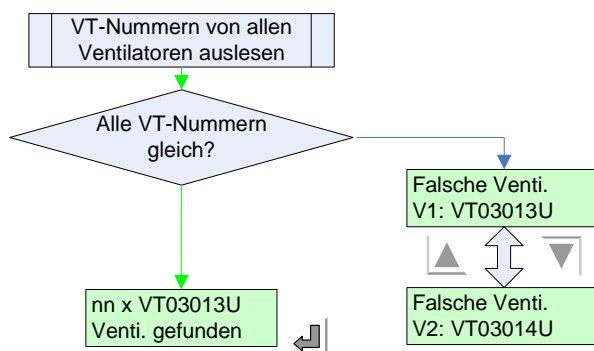 VT-Nummern von allen
Ventilatoren auslesen
Alle VT-Nummern
gleich?
Falsche Venti.
V1: VT03013U
nn x VT03013U
Venti. gefunden
Falsche Venti.
V2: VT03014U